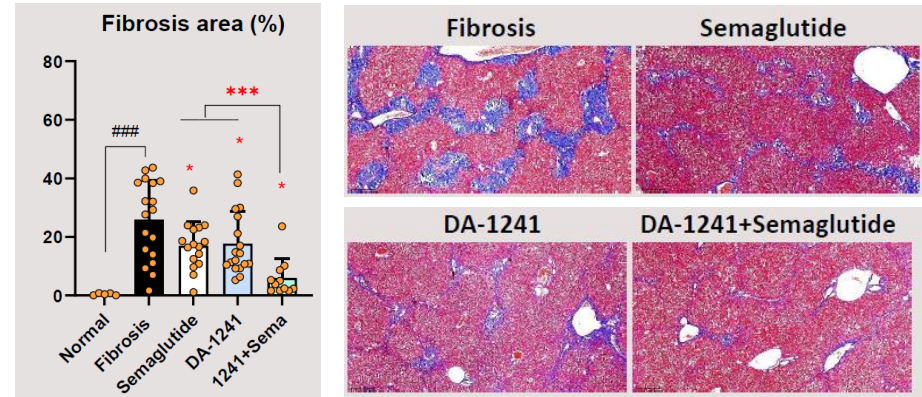 Fibrosis area (%)
80
60
40
20
0
###
***
*
*
*
Normal
Fibrosis
Semaglutide
DA-1241
1241+Sema
Fibrosis
Semaglutide
DA-1241
DA-1241+Semaglutide